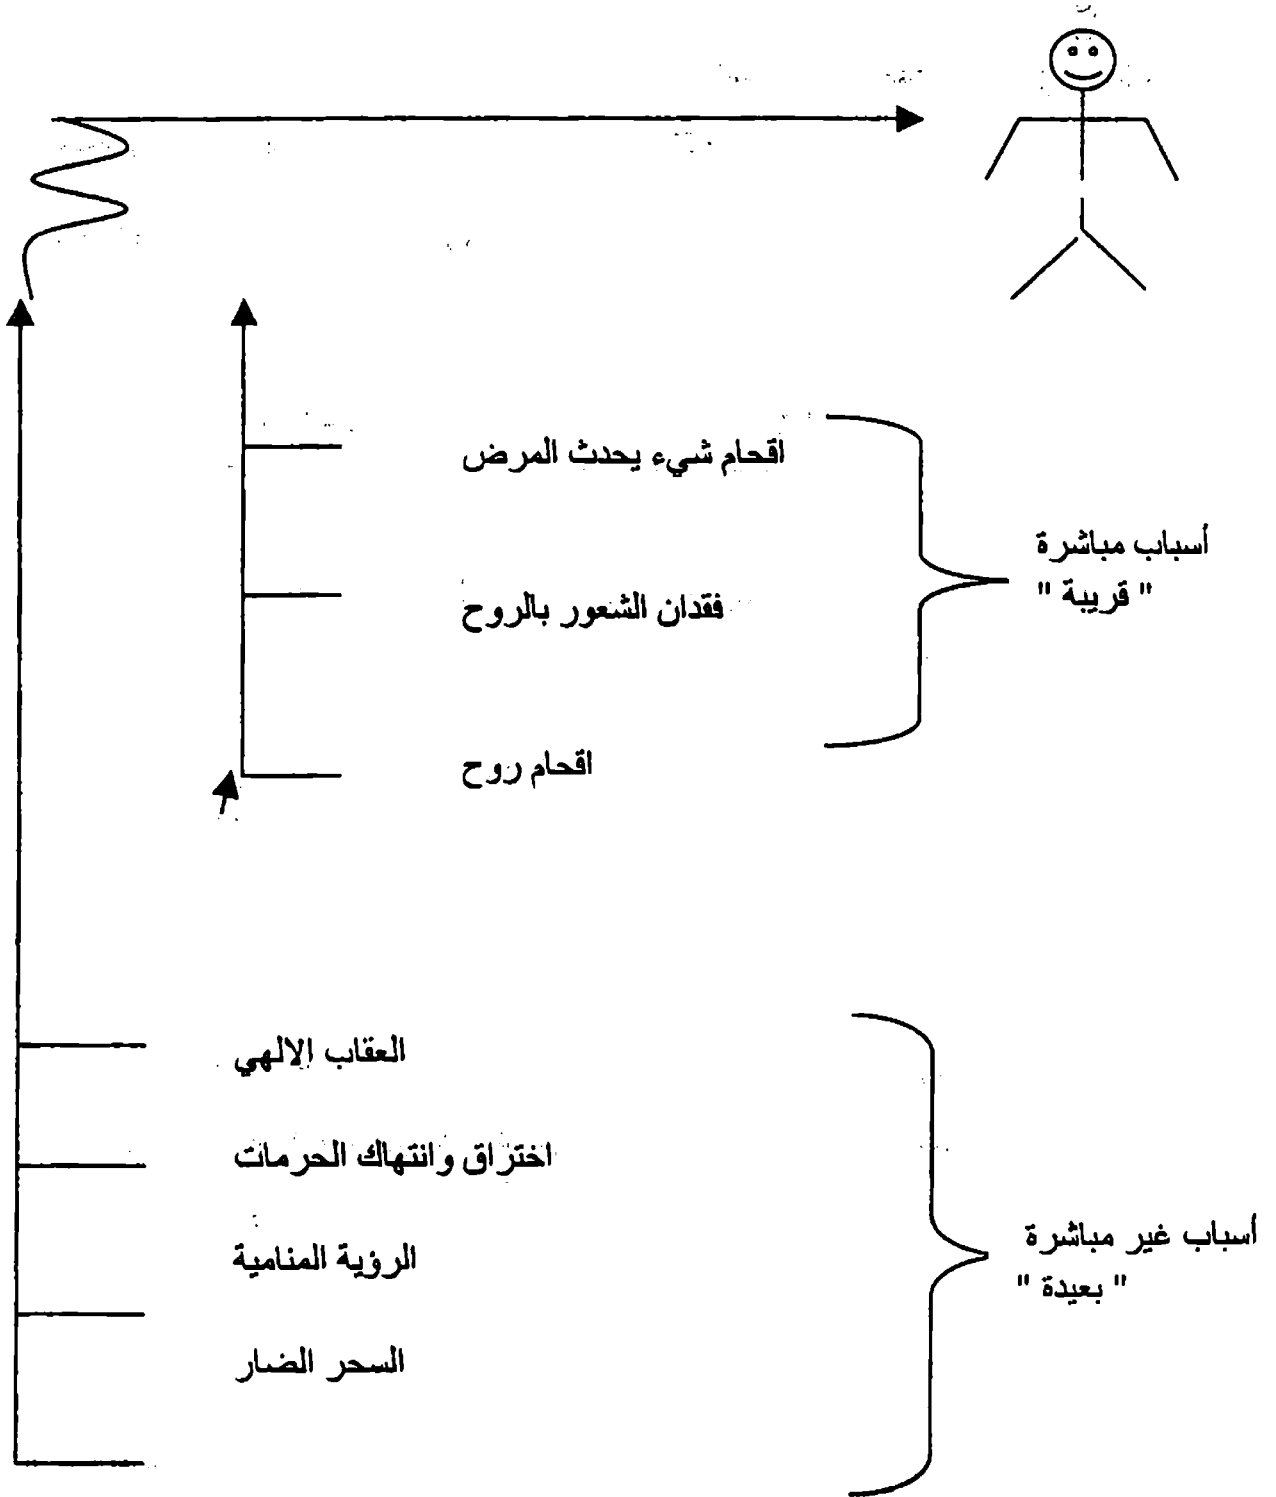 اقحام شيء يحدث المرض
أسباب مباشرة
" قريبة "
فقدان الشعور بالروح
اقحام روح
العقاب الالهي
اختراق وانتهاك الحرمات
أسباب غير مباشرة
" بعيدة "
الرؤية المنامية
السحر الضار